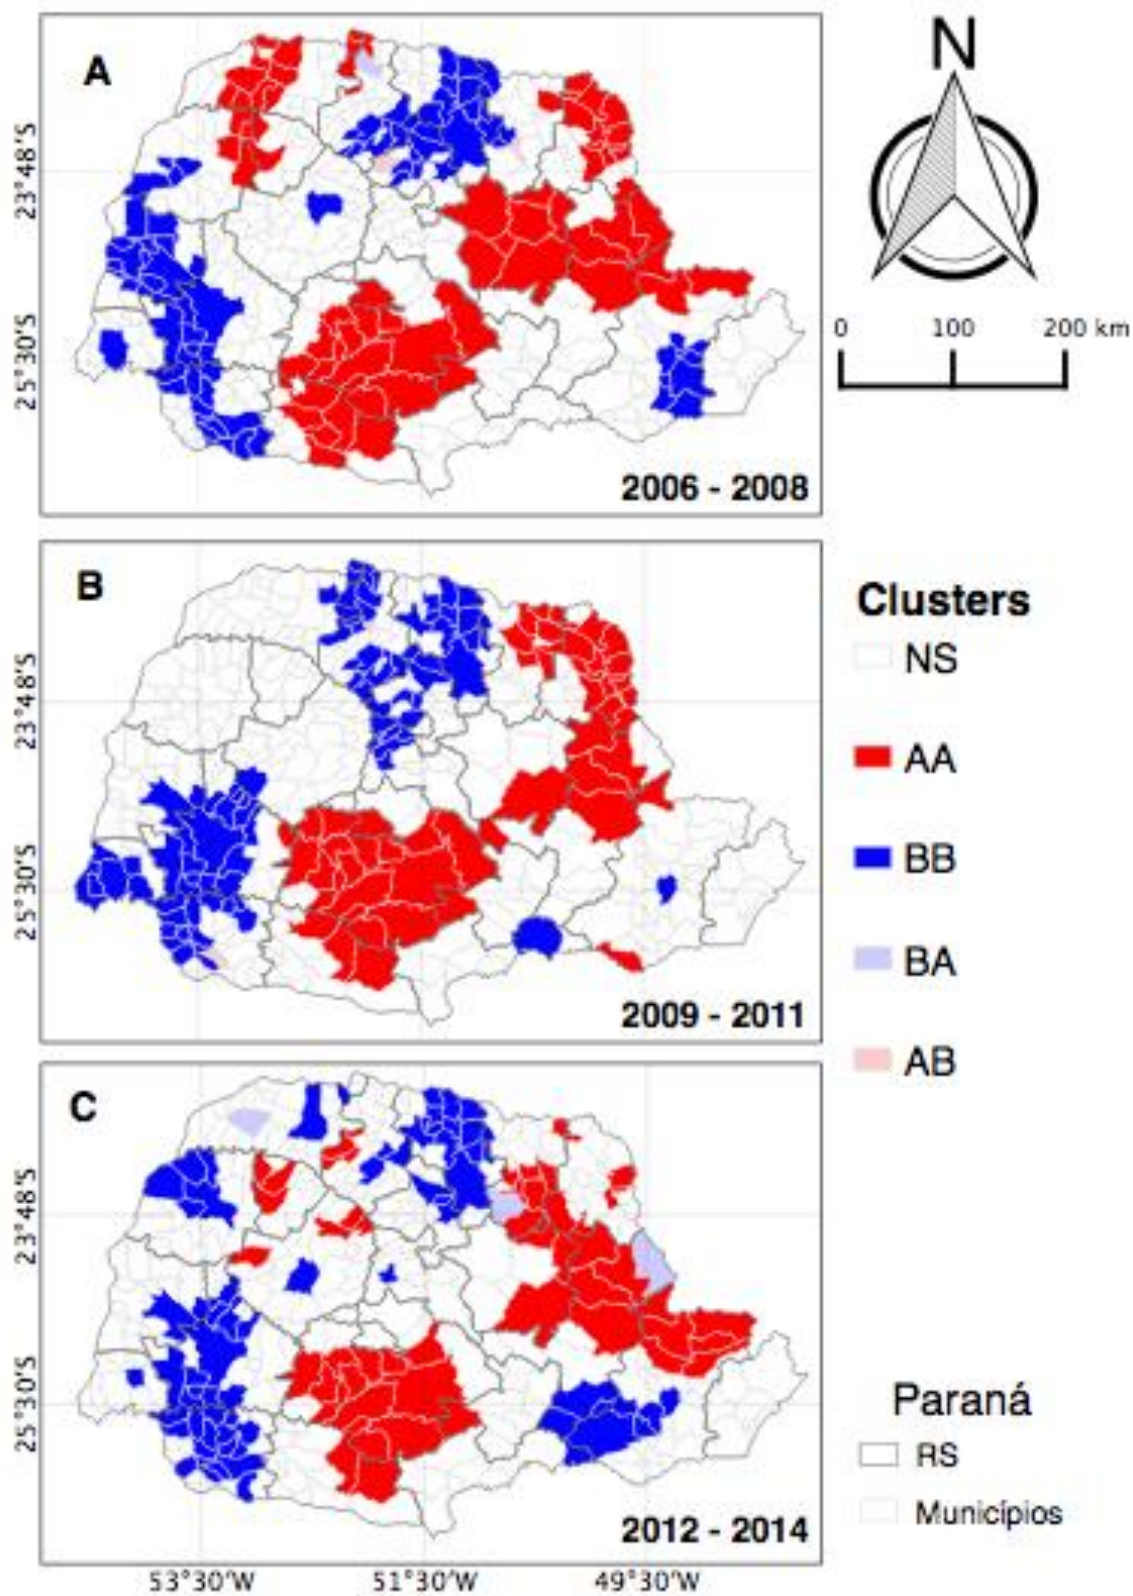 A
N
23°48'S
25°30'S
0 100 200 km
2006 - 2008
B
23°48'S
25°30'S
2009 - 2011
Clusters
NS
AA
BB
BA
AB
C
23°48'S
25°30'S
2012 - 2014
53°30'W 51°30'W 49°30'W
Paraná
RS
Municípios